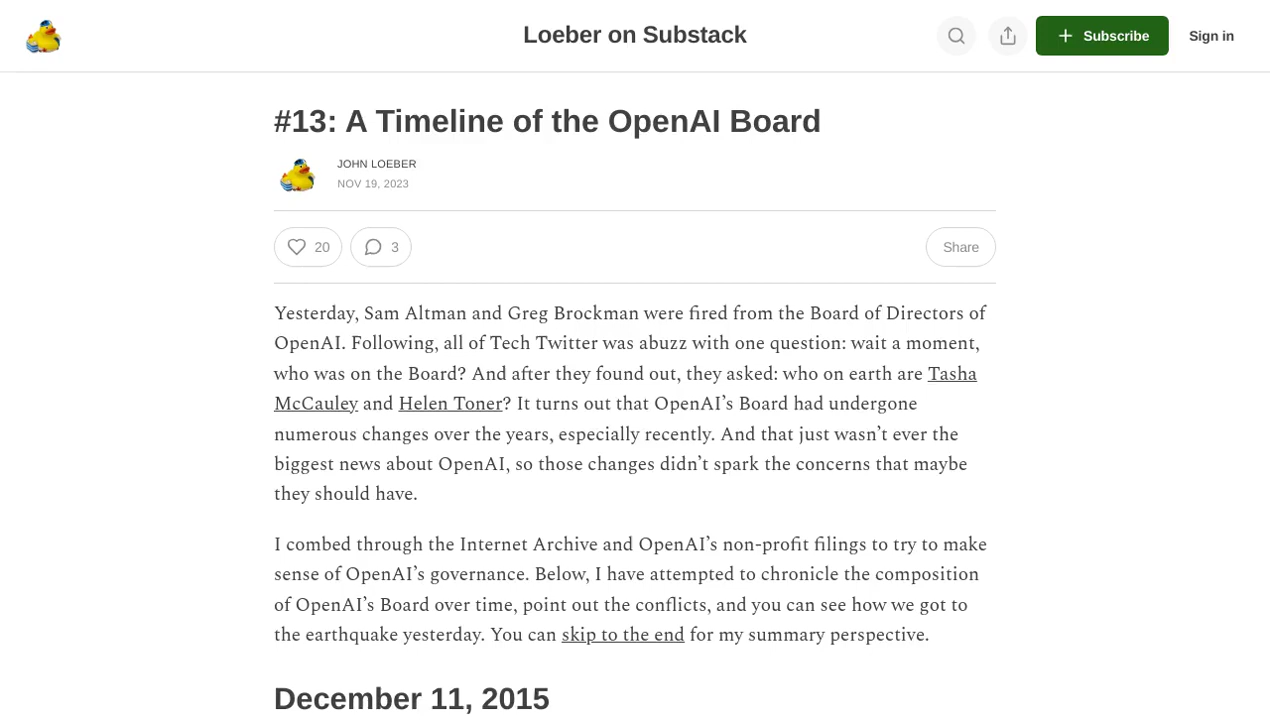 Loeber on Substack
Subscribe
Sign in
#13: A Timeline of the OpenAI Board
JOHN LOEBER
NOV 19, 2023
20
3
Share
Yesterday, Sam Altman and Greg Brockman were fired from the Board of Directors of
OpenAI. Following, all of Tech Twitter was abuzz with one question: wait a moment,
who was on the Board? And after they found out, they asked: who on earth are Tasha
McCauley and Helen Toner? It turns out that OpenAI’s Board had undergone
numerous changes over the years, especially recently. And that just wasn’t ever the
biggest news about OpenAI, so those changes didn’t spark the concerns that maybe
they should have.
I combed through the Internet Archive and OpenAI’s non-profit filings to try to make
sense of OpenAI’s governance. Below, I have attempted to chronicle the composition
of OpenAI’s Board over time, point out the conflicts, and you can see how we got to
the earthquake yesterday. You can skip to the end for my summary perspective.
December 11, 2015